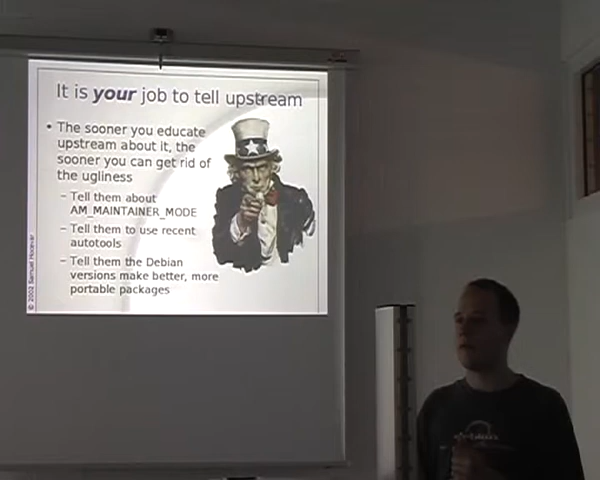 It is your job to tell upstream
• The sooner you educate
upstream about it, the
sooner you can get rid of
the ugliness
– Tell them about
AM_MAINTAINER_MODE
– Tell them to use recent
autotools
– Tell them the Debian
versions make better, more
portable packages
© 2002 Samuel Hocevar